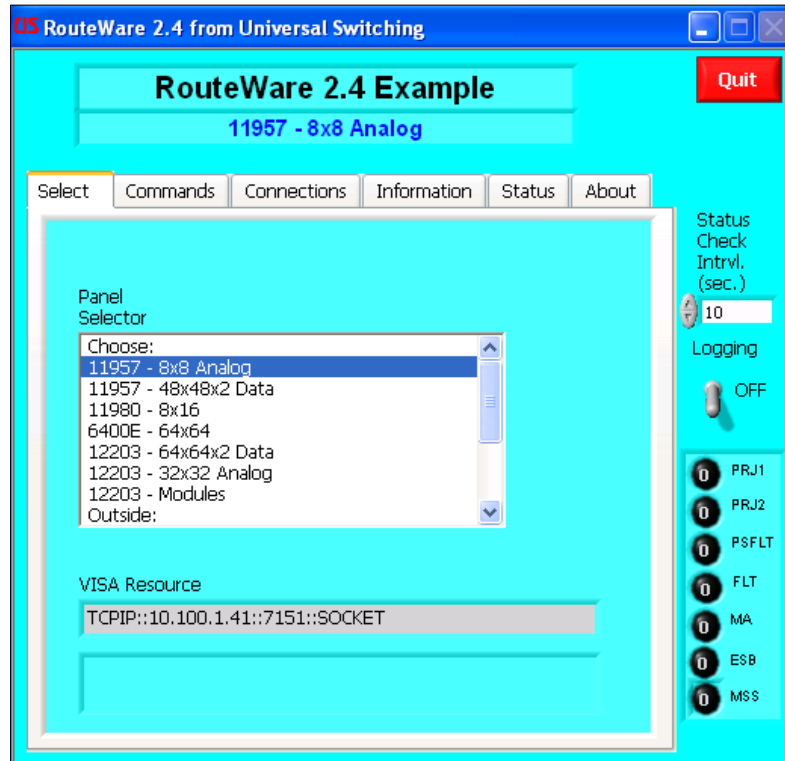 US RouteWare 2.4 from Universal Switching
RouteWare 2.4 Example
Quit
11957 - 8x8 Analog
Select Commands Connections Information Status About
Status
Check
Intrvl.
(sec.)
10
Logging
OFF
Panel
Selector
Choose:
11957 - 8x8 Analog
11957 - 48x48x2 Data
11980 - 8x16
6400E - 64x64
12203 - 64x64x2 Data
12203 - 32x32 Analog
12203 - Modules
Outside:
VISA Resource
TCPIP::10.100.1.41::7151::SOCKET
0 PRJ1
0 PRJ2
0 PSFLT
0 FLT
0 MA
0 ESB
0 MSS